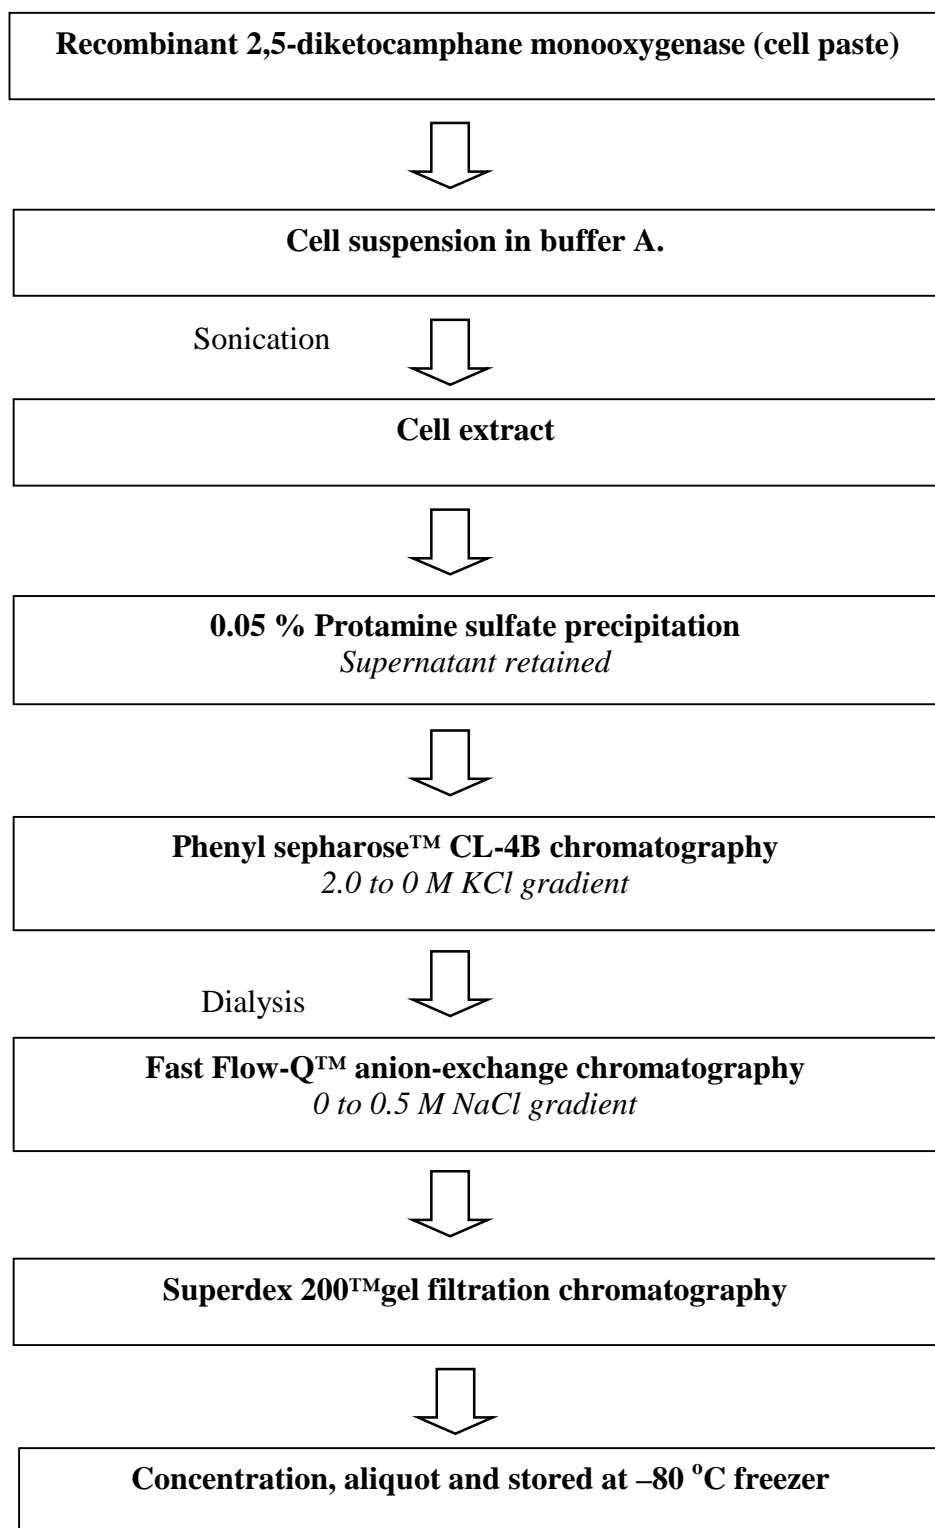 Recombinant 2,5-diketocamphane monooxygenase (cell paste)
Cell suspension in buffer A.
Sonication
Cell extract
0.05 % Protamine sulfate precipitation
Supernatant retained
Phenyl sepharose™ CL-4B chromatography
2.0 to 0 M KCl gradient
Dialysis
Fast Flow-Q™ anion-exchange chromatography
0 to 0.5 M NaCl gradient
Superdex 200™gel filtration chromatography
Concentration, aliquot and stored at –80 °C freezer